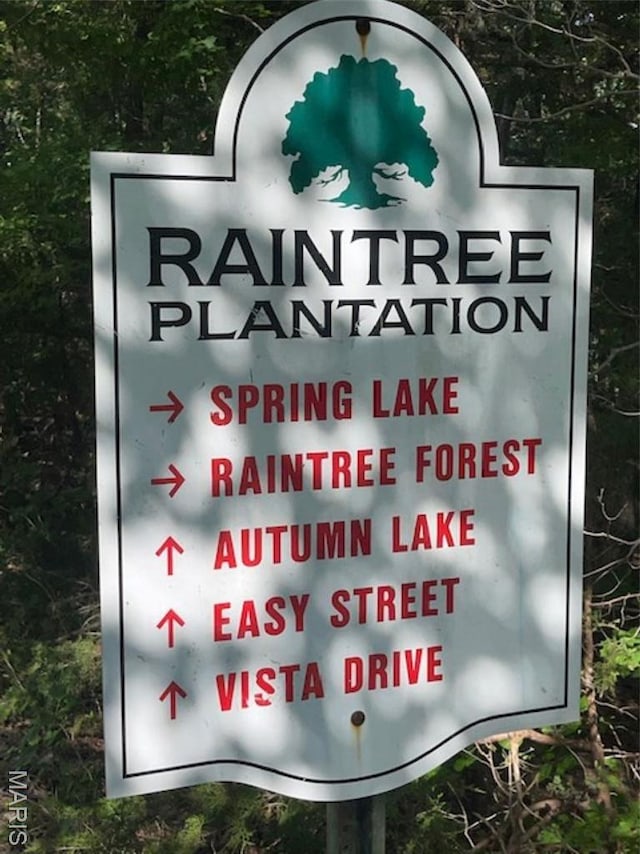 RAINTREE
PLANTATION
→ SPRING LAKE
→ RAINTREE FOREST
↑ AUTUMN LAKE
↑ EASY STREET
↑ VISTA DRIVE
MARIS